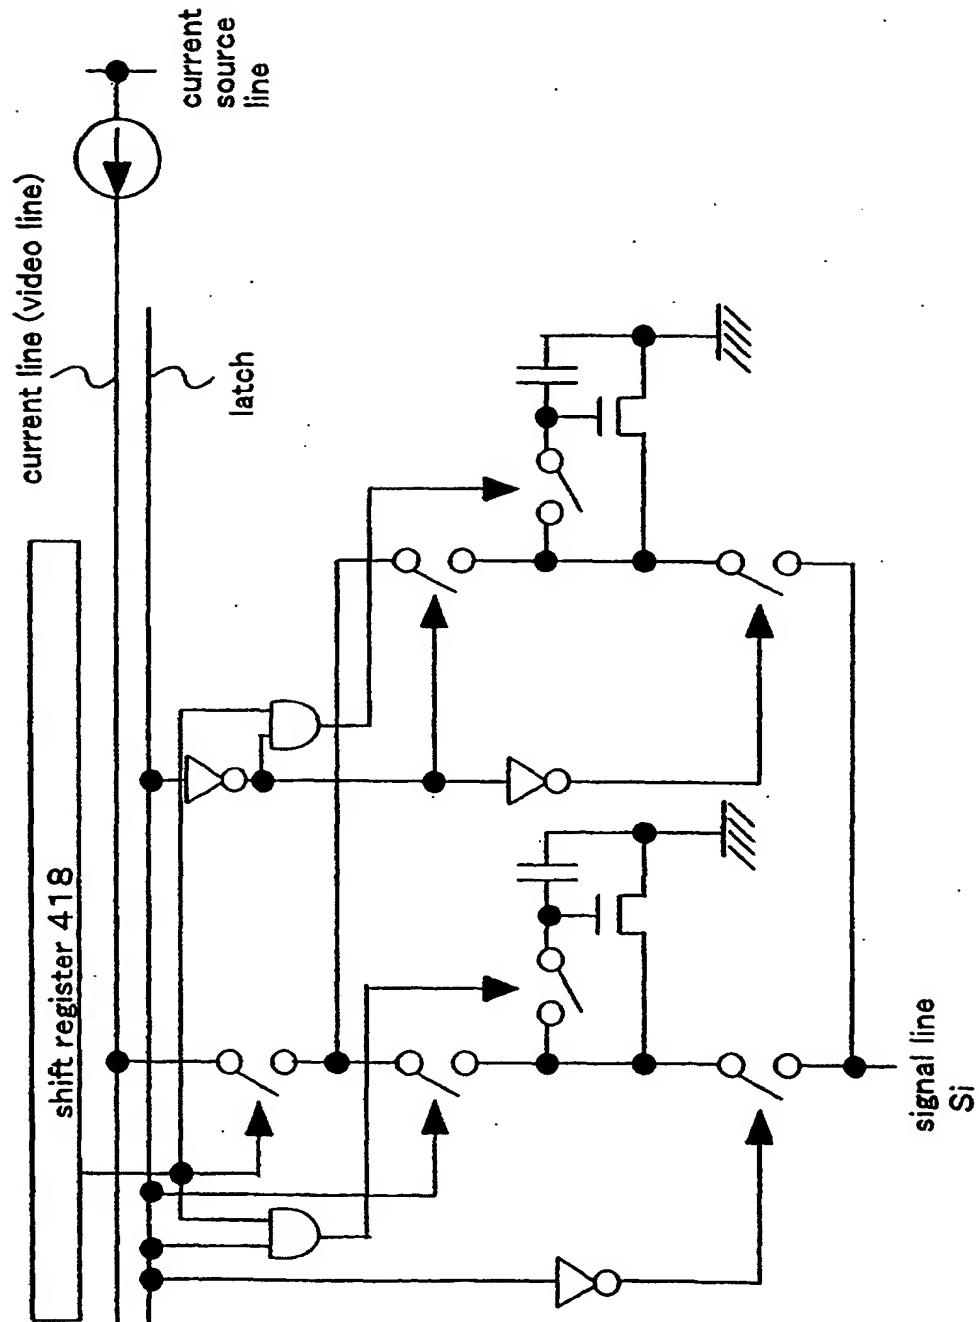 shift register 418
current line (video line)
latch
current
source
line
signal line
Si